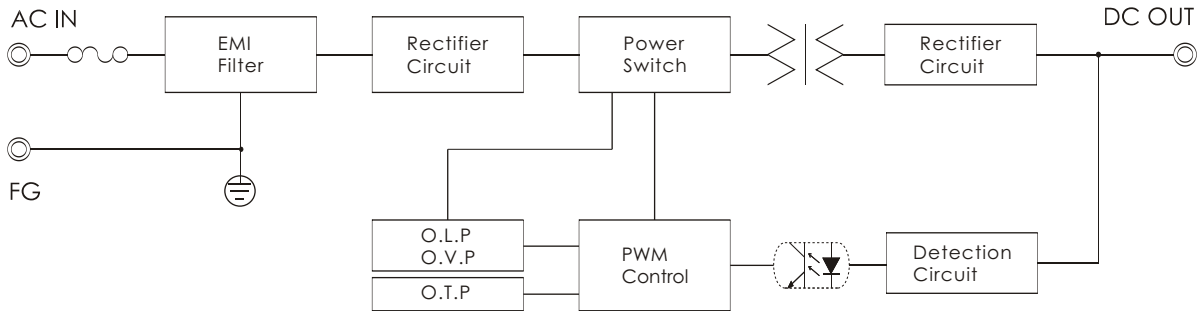 AC IN
DC OUT
EMI
Filter
Rectifier
Circuit
Power
Switch
Rectifier
Circuit
FG
O.L.P
O.V.P
O.T.P
PWM
Control
Detection
Circuit